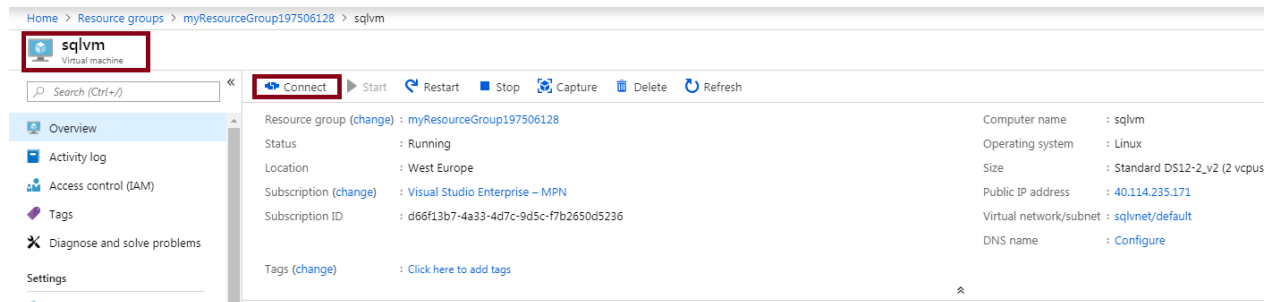 Home > Resource groups > myResourceGroup197506128 > sqlvm
sqlvm
Virtual machine
Search (Ctrl+/)
«
Connect Start Restart Stop Capture Delete Refresh
Overview
Activity log
Access control (IAM)
Tags
Diagnose and solve problems
Settings
Resource group (change) : myResourceGroup197506128
Status : Running
Location : West Europe
Subscription (change) : Visual Studio Enterprise – MPN
Subscription ID : d66f13b7-4a33-4d7c-9d5c-f7b2650d5236
Tags (change) : Click here to add tags
Computer name : sqlvm
Operating system : Linux
Size : Standard DS12-2_v2 (2 vcpus
Public IP address : 40.114.235.171
Virtual network/subnet : sqlvnet/default
DNS name : Configure